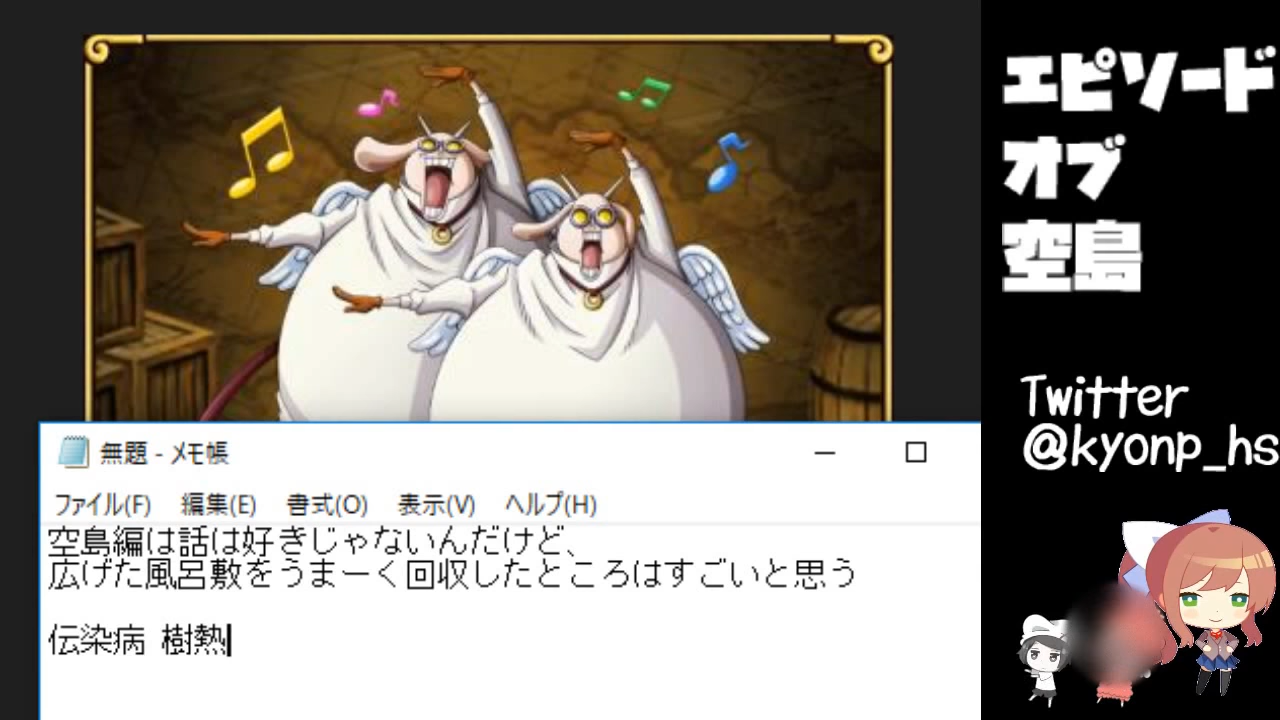 エピソード
オブ
空島
Twitter
@kyonp_hs
無題 - メモ帳
ファイル(F) 編集(E) 書式(O) 表示(V) ヘルプ(H)
空島編は話は好きじゃないんだけど、
広げた風呂敷をうまーく回収したところはすごいと思う
伝染病 樹熱